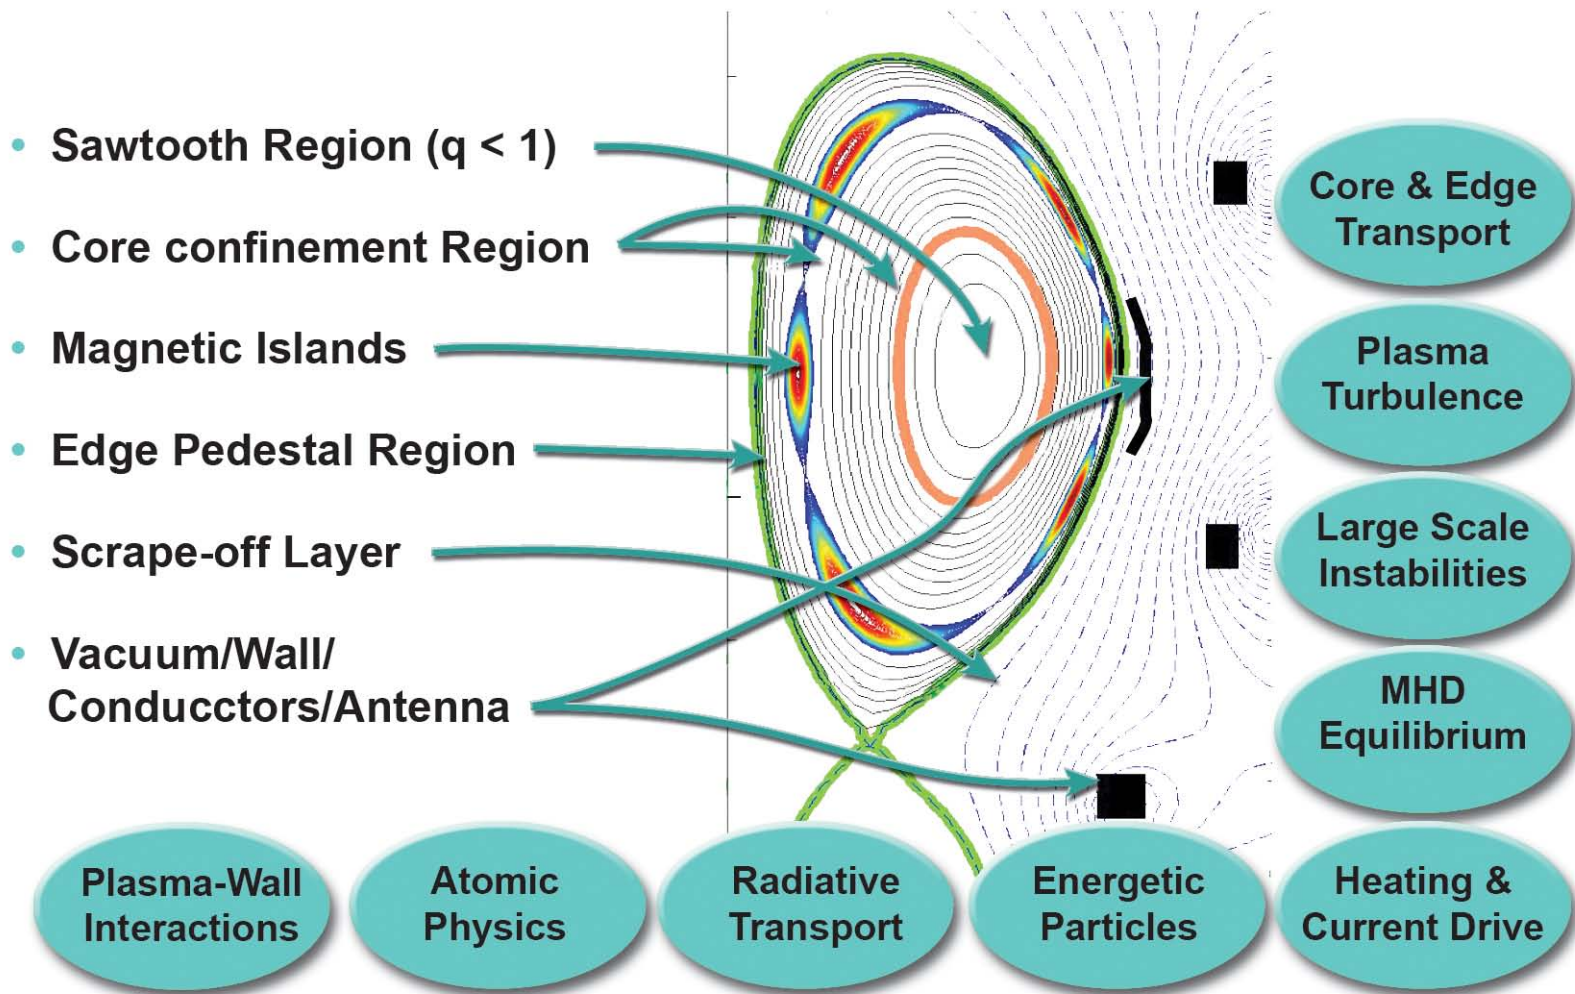 • Sawtooth Region (q < 1)
• Core confinement Region
• Magnetic Islands
• Edge Pedestal Region
• Scrape-off Layer
• Vacuum/Wall/
Conducctors/Antenna
Core & Edge
Transport
Plasma
Turbulence
Large Scale
Instabilities
MHD
Equilibrium
Plasma-Wall
Interactions
Atomic
Physics
Radiative
Transport
Energetic
Particles
Heating &
Current Drive